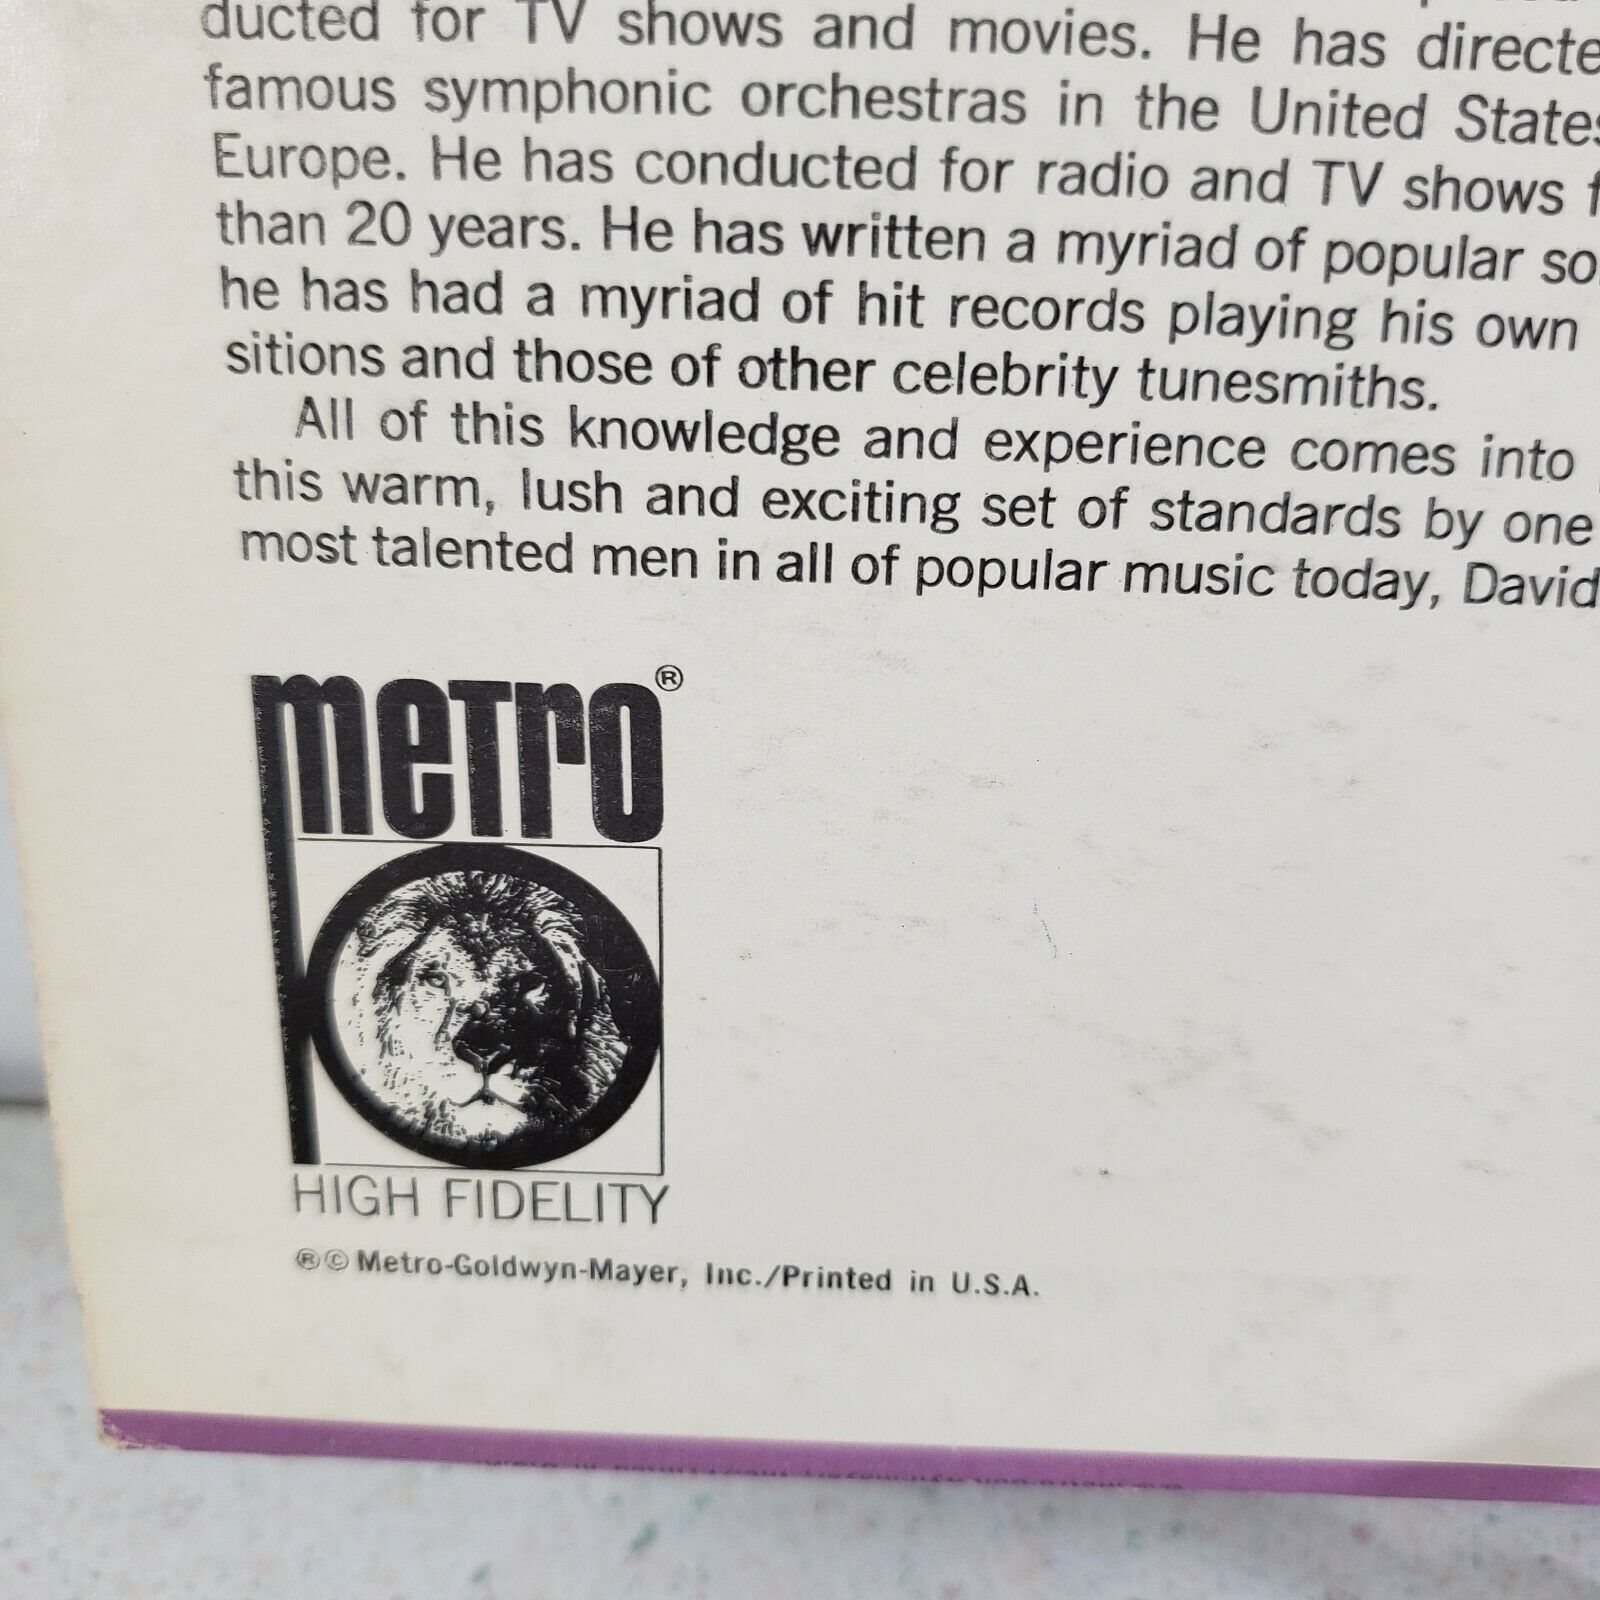 ducted for TV shows and movies. He has directe
famous symphonic orchestras in the United States
Europe. He has conducted for radio and TV shows f
than 20 years. He has written a myriad of popular so
he has had a myriad of hit records playing his own
sitions and those of other celebrity tunesmiths.
All of this knowledge and experience comes into
this warm, lush and exciting set of standards by one
most talented men in all of popular music today, David
metro®
HIGH FIDELITY
®© Metro-Goldwyn-Mayer, Inc./Printed in U.S.A.